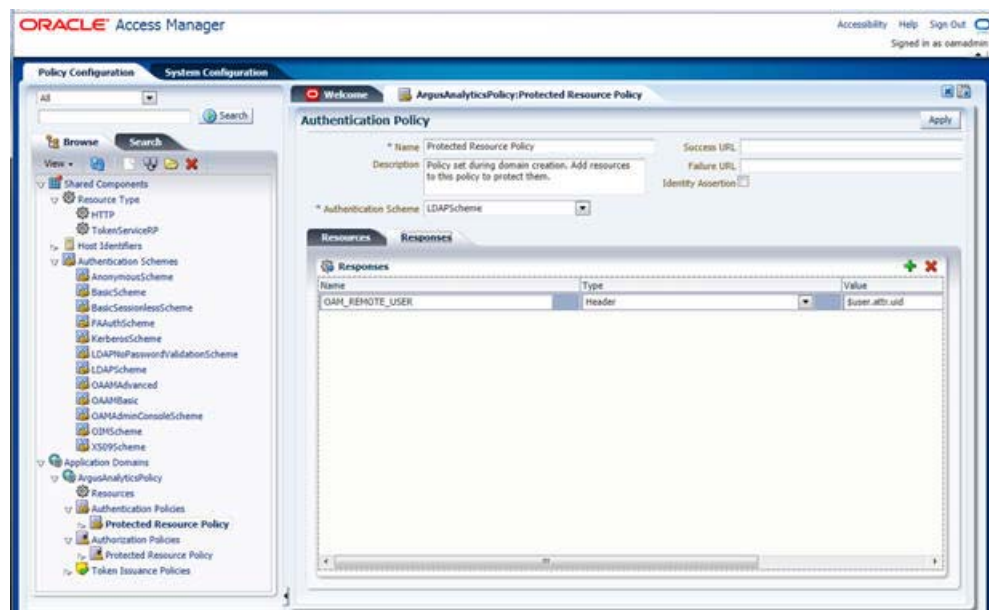 ORACLE Access Manager
Accessibility Help Sign Out
Signed in as oamadmin
Policy Configuration System Configuration
All
Search
Browse Search
View
Shared Components
Resource Type
HTTP
TokenServiceRP
Host Identifiers
Authentication Schemes
AnonymousScheme
BasicScheme
BasicSessionlessScheme
FAAuthScheme
KerberosScheme
LDAPNoPasswordValidationScheme
LDAPScheme
OAAMAdvanced
OAAMBasic
OAMAdminConsoleScheme
OIMScheme
XS09Scheme
Application Domains
ArgusAnalyticsPolicy
Resources
Authentication Policies
Protected Resource Policy
Authorization Policies
Protected Resource Policy
Token Issuance Policies
Welcome ArgusAnalyticsPolicy:Protected Resource Policy
Authentication Policy Apply
* Name Protected Resource Policy Success URL
Description Policy set during domain creation. Add resources Failure URL
to this policy to protect them. Identity Assertion
* Authentication Scheme LDAPScheme
Resources Responses
Responses
Name Type Value
OAM_REMOTE_USER Header $user.attr.uid